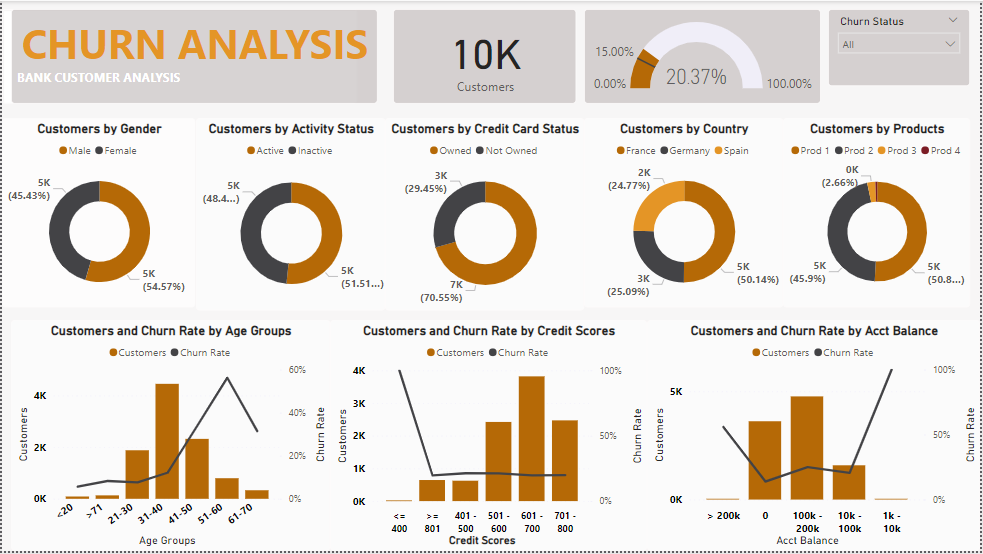 CHURN ANALYSIS
BANK CUSTOMER ANALYSIS
10K
Customers
15.00%
0.00%
20.37%
100.00%
Churn Status
All
Customers by Gender
Male Female
5K
(45.43%)
5K
(54.57%)
Customers by Activity Status
Active Inactive
5K
(48.4...)
5K
(51.51...)
Customers by Credit Card Status
Owned Not Owned
3K
(29.45%)
7K
(70.55%)
Customers by Country
France Germany Spain
2K
(24.77%)
3K
(25.09%)
5K
(50.14%)
Customers by Products
Prod 1 Prod 2 Prod 3 Prod 4
0K
(2.66%)
5K
(45.9%)
5K
(50.8...)
Customers and Churn Rate by Age Groups
Customers Churn Rate
Customers
4K
2K
0K
60%
40%
20%
0%
Churn Rate
<20 >71 21-30 31-40 41-50 51-60 61-70
Age Groups
Customers and Churn Rate by Credit Scores
Customers Churn Rate
Customers
4K
3K
2K
1K
0K
100%
50%
0%
Churn Rate
<= >= 401 - 501 - 601 - 701 -
400 801 500 600 700 800
Credit Scores
Customers and Churn Rate by Acct Balance
Customers Churn Rate
Customers
5K
0K
100%
50%
0%
Churn Rate
> 200k 0 100k - 10k - 1k -
200k 100k 10k
Acct Balance